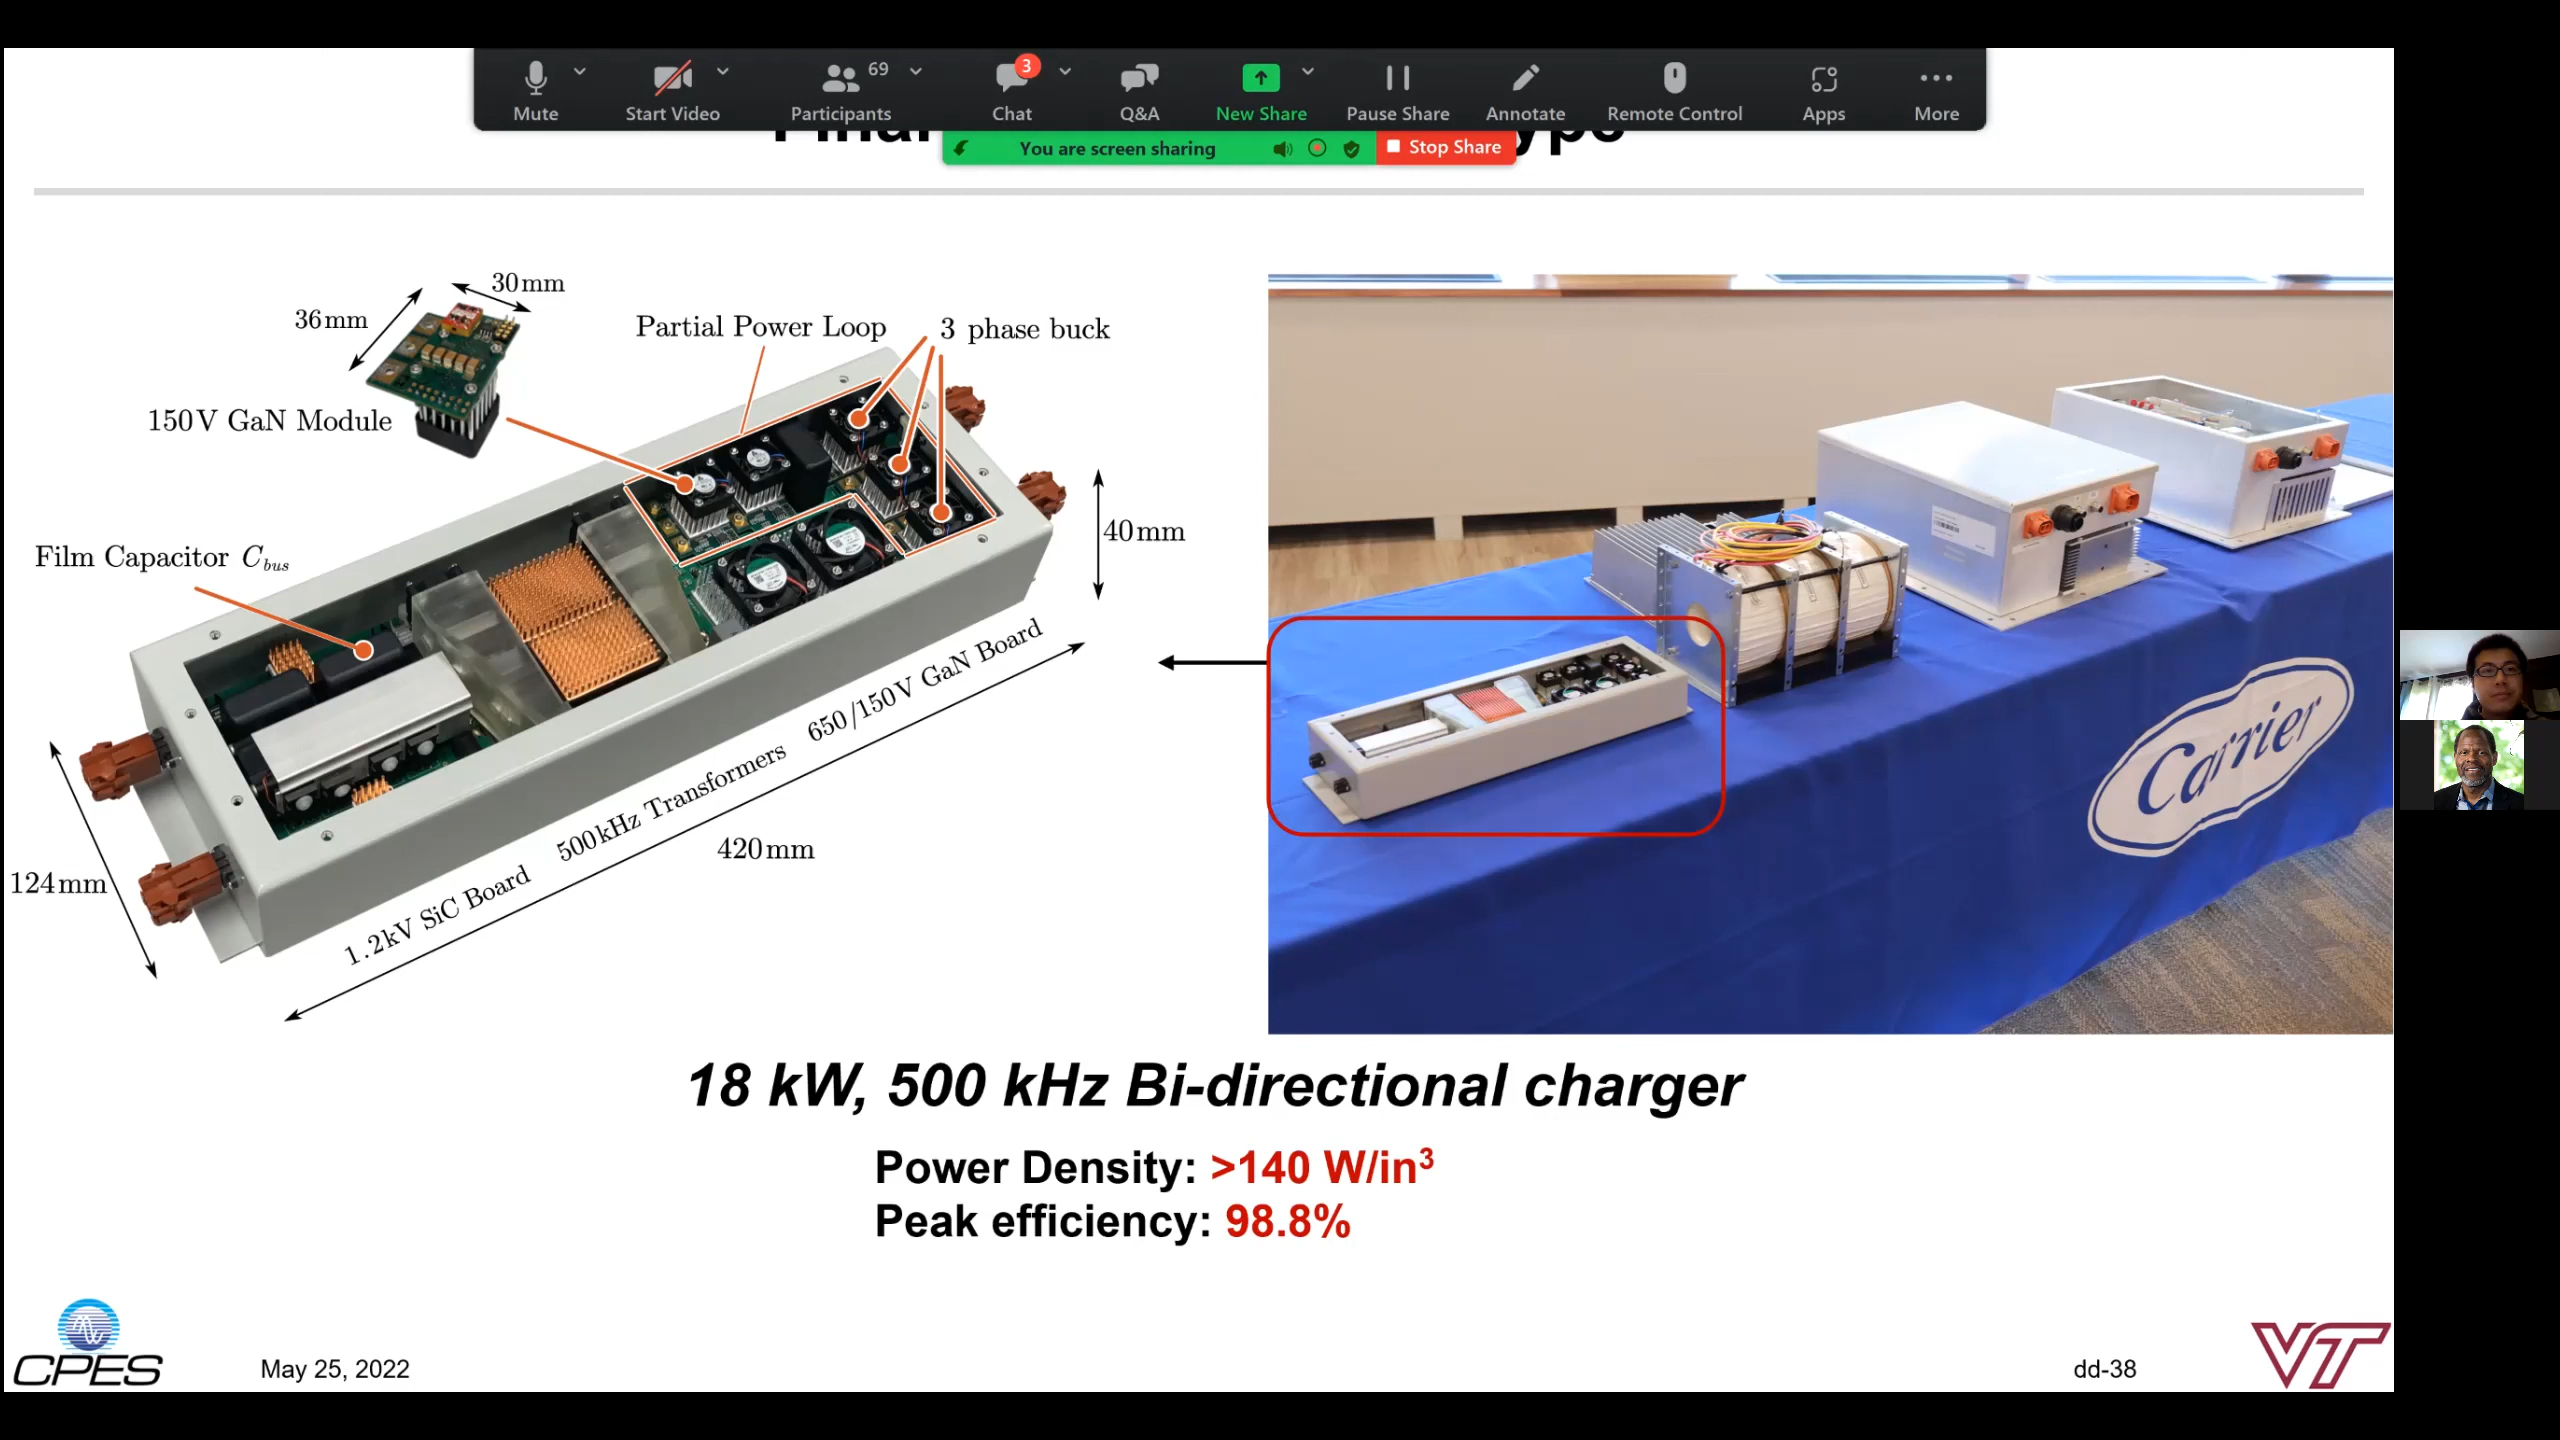 Mute
Start Video
69
Participants
3
Chat
Q&A
New Share
Pause Share
Annotate
Remote Control
Apps
More
You are screen sharing
Stop Share
30mm
36mm
150V GaN Module
Partial Power Loop
3 phase buck
Film Capacitor Cbus
40mm
124mm
1.2kV SiC Board
500kHz Transformers
650/150V GaN Board
420mm
Carrier
18 kW, 500 kHz Bi-directional charger
Power Density: >140 W/in³
Peak efficiency: 98.8%
CPES
May 25, 2022
dd-38
VT